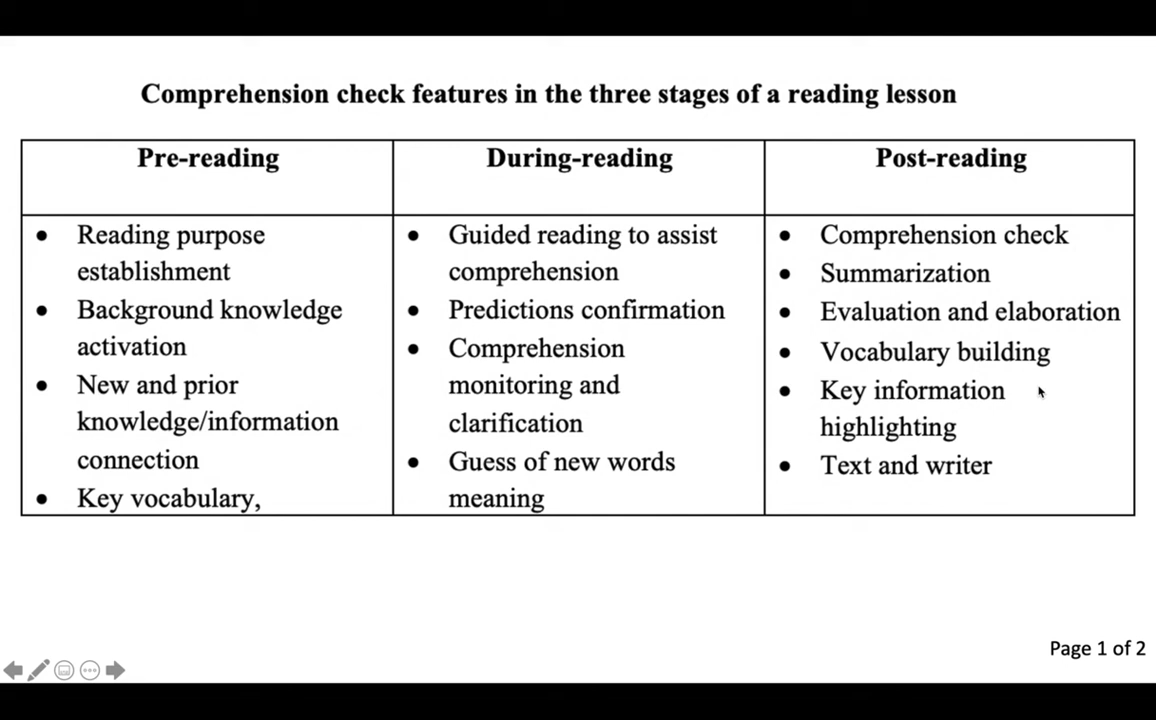 Comprehension check features in the three stages of a reading lesson
Pre-reading
During-reading
Post-reading
• Reading purpose
establishment
• Background knowledge
activation
• New and prior
knowledge/information
connection
• Key vocabulary,
• Guided reading to assist
comprehension
• Predictions confirmation
• Comprehension
monitoring and
clarification
• Guess of new words
meaning
• Comprehension check
• Summarization
• Evaluation and elaboration
• Vocabulary building
• Key information
highlighting
• Text and writer
Page 1 of 2